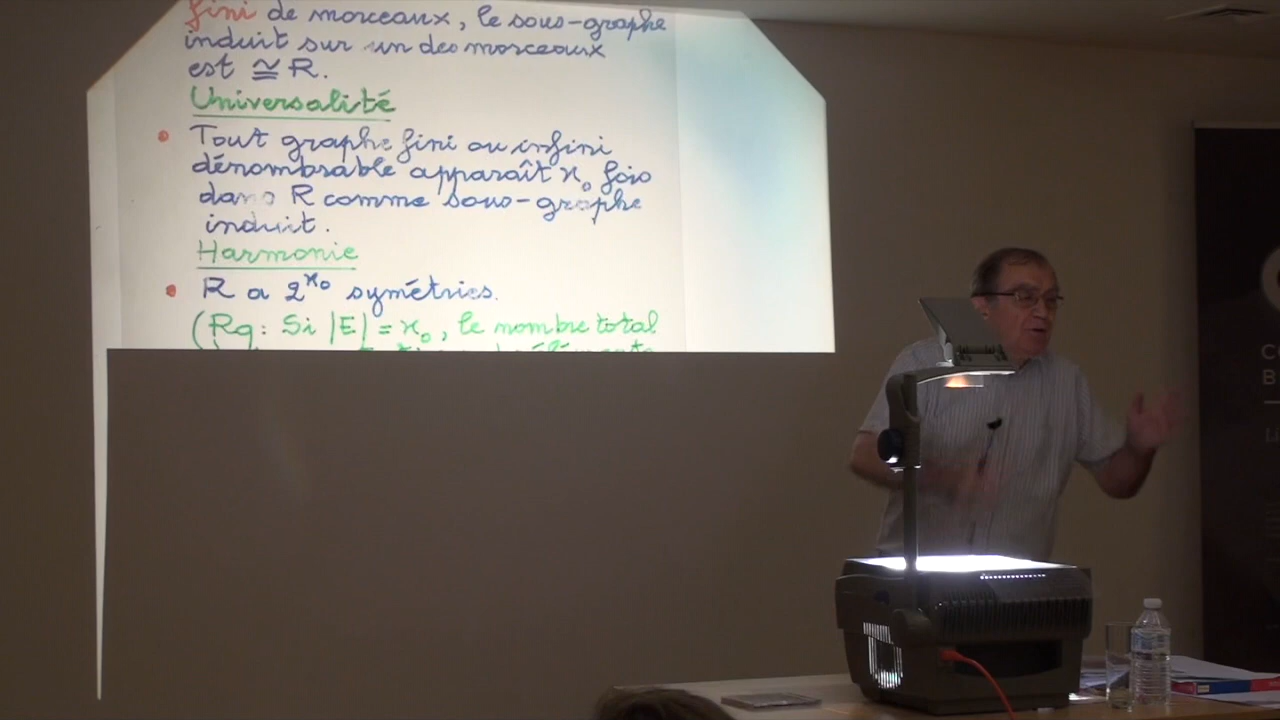 fini de morceaux, le sous-graphe
induit sur un des morceaux
est ≅ R.
Universalité
• Tout graphe fini ou infini
dénombrable apparaît ℵ₀ fois
dans R comme sous-graphe
induit.
Harmonie
• R a 2^ℵ₀ symétries.
(Rq: Si |E| = ℵ₀, le nombre total